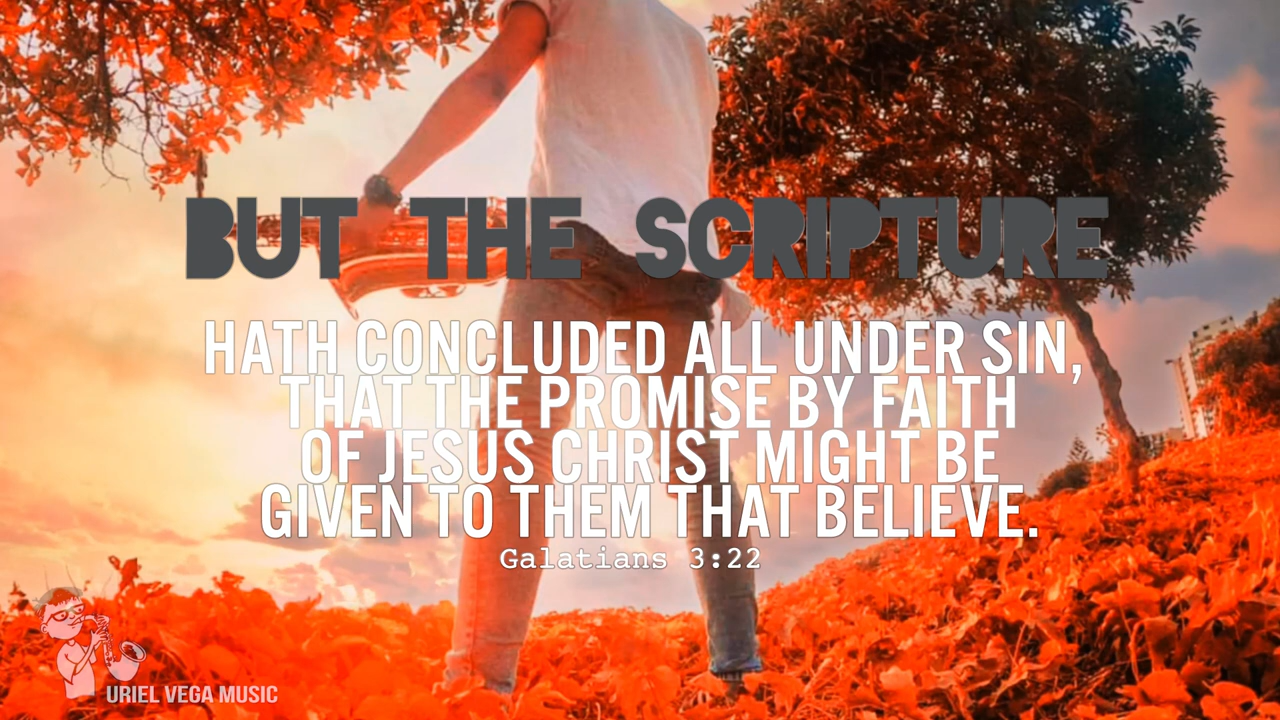 BUT THE SCRIPTURE
HATH CONCLUDED ALL UNDER SIN,
THAT THE PROMISE BY FAITH
OF JESUS CHRIST MIGHT BE
GIVEN TO THEM THAT BELIEVE.
Galatians 3:22
URIEL VEGA MUSIC